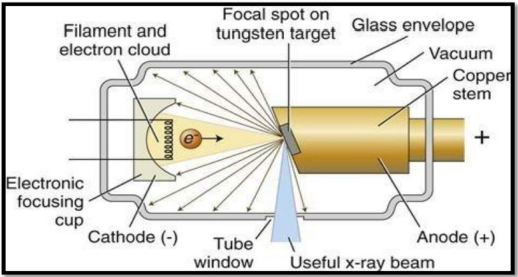 Filament and
electron cloud
Focal spot on
tungsten target
Glass envelope
Vacuum
Copper
stem
e-
+
Electronic
focusing
cup
Cathode (-)
Tube
window
Useful x-ray beam
Anode (+)